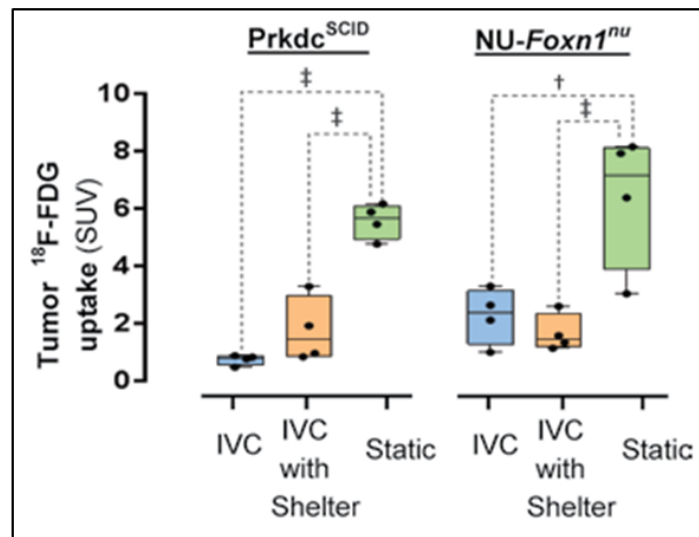 Prkdc^SCID NU-Foxn1^nu
‡ †
‡ ‡
10
8
6
4
2
0
Tumor ¹⁸F-FDG
uptake (SUV)
IVC IVC Static IVC IVC Static
with with
Shelter Shelter